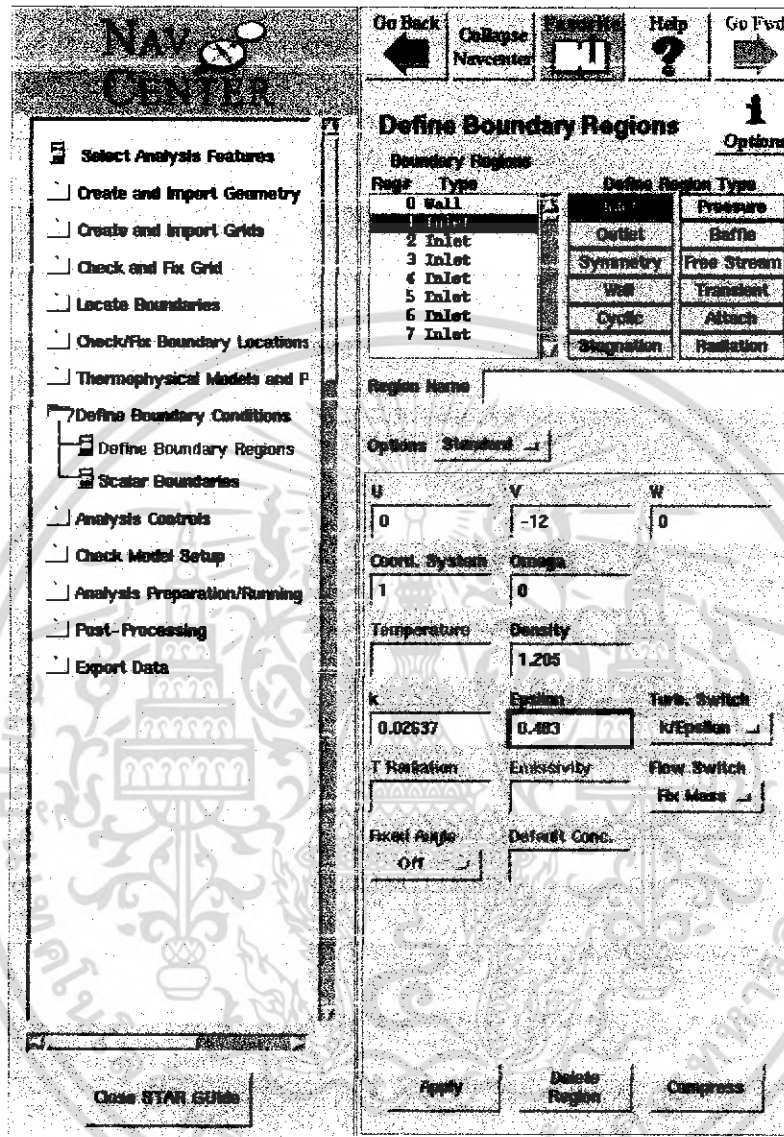 NAV
CENTER
Select Analysis Features
Create and Import Geometry
Create and Import Grids
Check and Fix Grid
Locate Boundaries
Check/Fix Boundary Locations
Thermophysical Models and P
Define Boundary Conditions
Define Boundary Regions
Scalar Boundaries
Analysis Controls
Check Model Setup
Analysis Preparation/Running
Post-Processing
Export Data
Close STAR GUIde
Go Back
Collapse
Navcenter
Favorite
Help
Go Fwd
Define Boundary Regions
Options
Boundary Regions
Reg# Type
0 Wall
2 Inlet
3 Inlet
4 Inlet
5 Inlet
6 Inlet
7 Inlet
Define Region Type
Pressure
Outlet Baffle
Symmetry Free Stream
Wall Transient
Cyclic Attach
Stagnation Radiation
Region Name
Options Standard
U V W
0 -12 0
Coord. System Omega
1 0
Temperature Density
1.205
K Epsilon Turb. Switch
0.02637 0.483 k/Epsilon
T Radiation Emissivity Flow Switch
Fix Mass
Fixed Angle Default Conc.
Off
Apply
Delete
Region
Compress